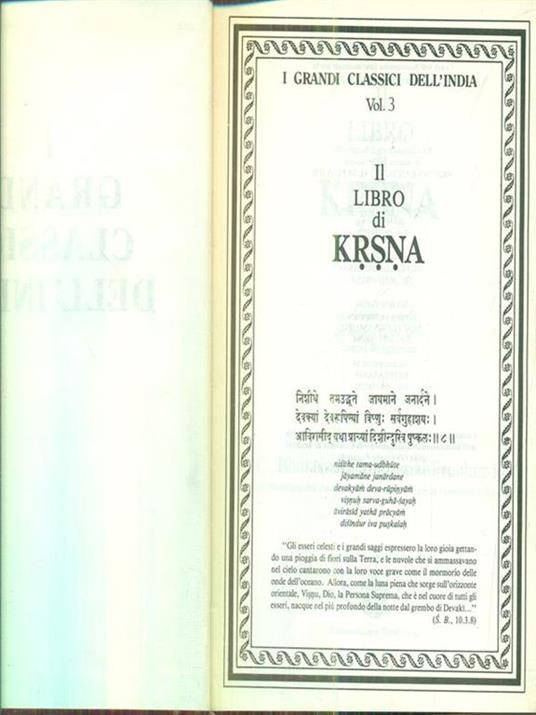 I GRANDI CLASSICI DELL'INDIA
Vol. 3
Il
LIBRO
di
KṚṢṆA
निशीथे तमउद्भूते जायमाने जनार्दने।
देवक्यां देवरूपिण्यां विष्णुः सर्वगुहाशयः।
आविरासीद् यथा प्राच्यां दिशीन्दुरिव पुष्कलः॥८॥
niśīthe tama-udbhūte
jāyamāne janārdane
devakyāṁ deva-rūpiṇyāṁ
viṣṇuḥ sarva-guhā-śayaḥ
āvirāsīd yathā prācyāṁ
diśīndur iva puṣkalaḥ
"Gli esseri celesti e i grandi saggi espressero la loro gioia gettan-
do una pioggia di fiori sulla Terra, e le nuvole che si ammassavano
nel cielo cantarono con la loro voce grave come il mormorio delle
onde dell'oceano. Allora, come la luna piena che sorge sull'orizzonte
orientale, Viṣṇu, Dio, la Persona Suprema, che è nel cuore di tutti gli
esseri, nacque nel più profondo della notte dal grembo di Devakī..."
(Ś. B., 10.3.8)